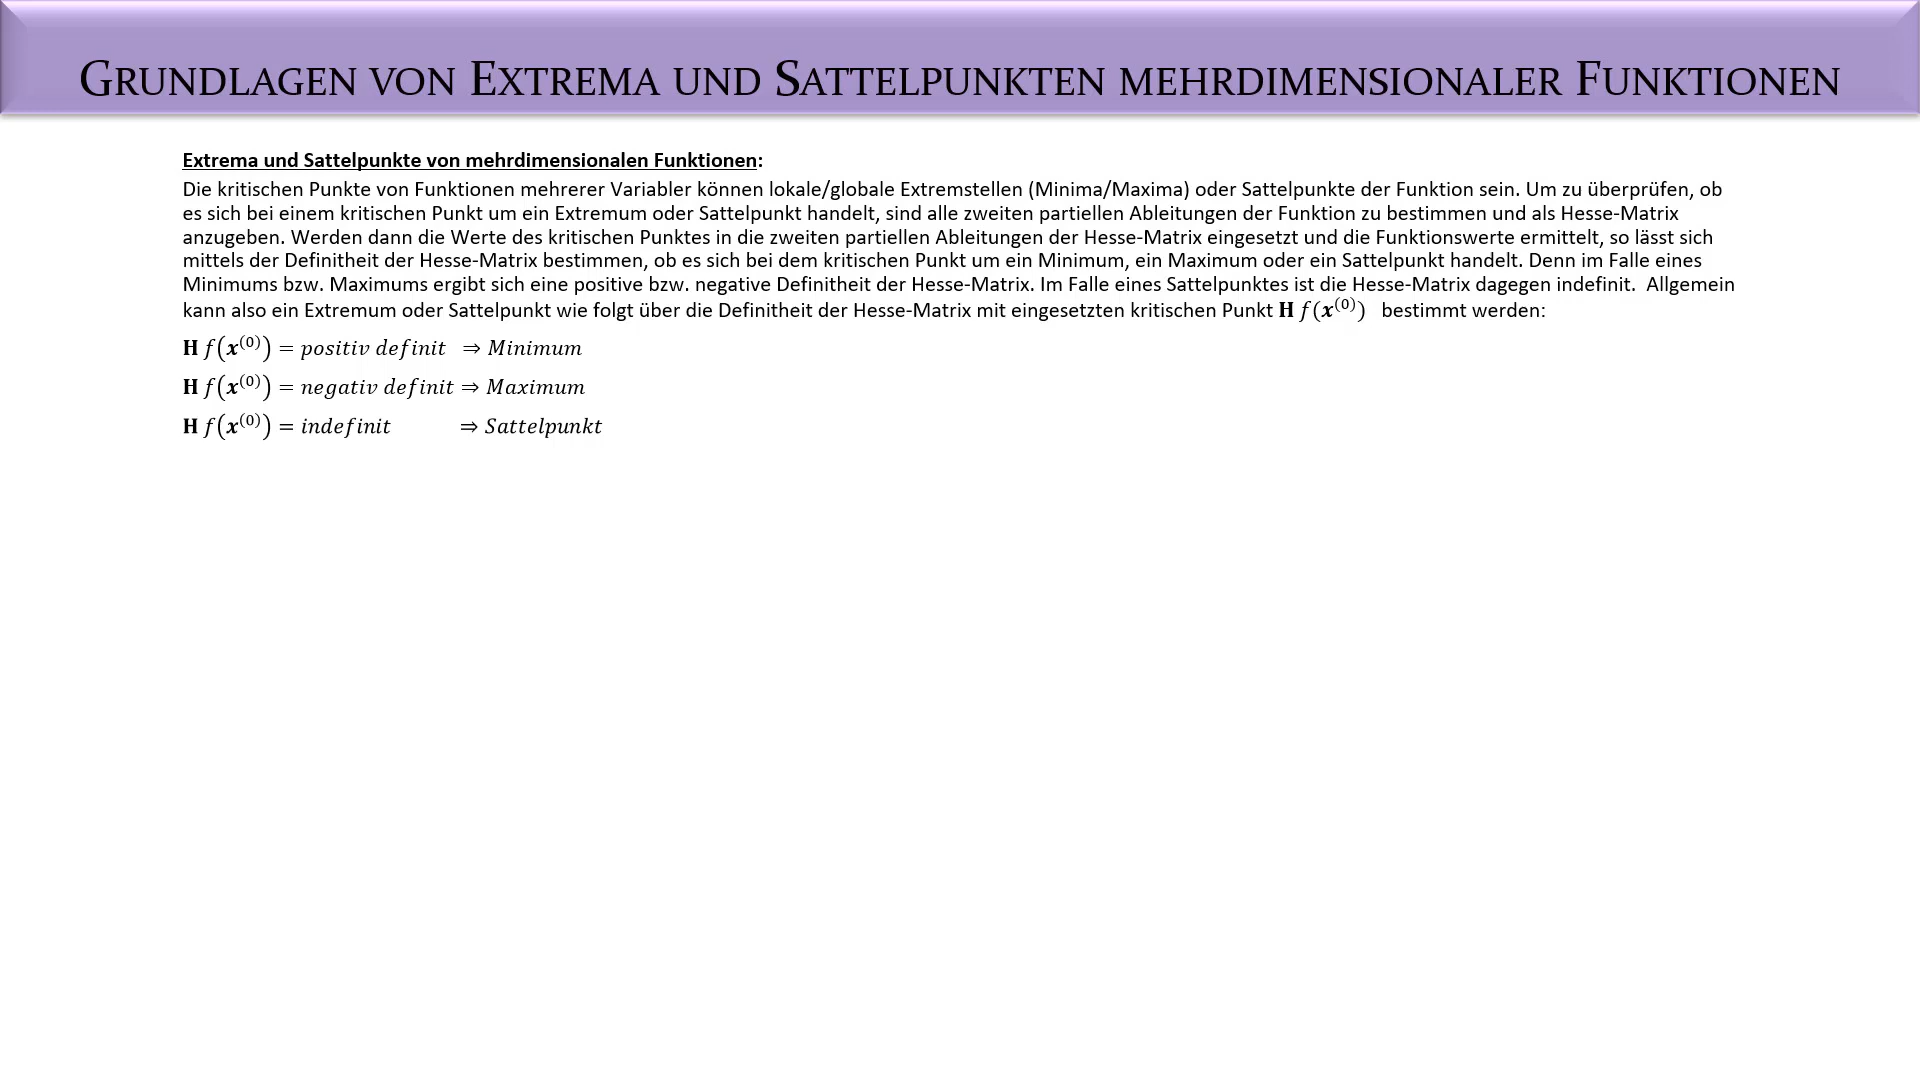 Grundlagen von Extrema und Sattelpunkten mehrdimensionaler Funktionen
Extrema und Sattelpunkte von mehrdimensionalen Funktionen:
Die kritischen Punkte von Funktionen mehrerer Variabler können lokale/globale Extremstellen (Minima/Maxima) oder Sattelpunkte der Funktion sein. Um zu überprüfen, ob
es sich bei einem kritischen Punkt um ein Extremum oder Sattelpunkt handelt, sind alle zweiten partiellen Ableitungen der Funktion zu bestimmen und als Hesse-Matrix
anzugeben. Werden dann die Werte des kritischen Punktes in die zweiten partiellen Ableitungen der Hesse-Matrix eingesetzt und die Funktionswerte ermittelt, so lässt sich
mittels der Definitheit der Hesse-Matrix bestimmen, ob es sich bei dem kritischen Punkt um ein Minimum, ein Maximum oder ein Sattelpunkt handelt. Denn im Falle eines
Minimums bzw. Maximums ergibt sich eine positive bzw. negative Definitheit der Hesse-Matrix. Im Falle eines Sattelpunktes ist die Hesse-Matrix dagegen indefinit. Allgemein
kann also ein Extremum oder Sattelpunkt wie folgt über die Definitheit der Hesse-Matrix mit eingesetzten kritischen Punkt H f(x⁽⁰⁾) bestimmt werden:
H f(x⁽⁰⁾) = positiv definit ⇒ Minimum
H f(x⁽⁰⁾) = negativ definit ⇒ Maximum
H f(x⁽⁰⁾) = indefinit ⇒ Sattelpunkt